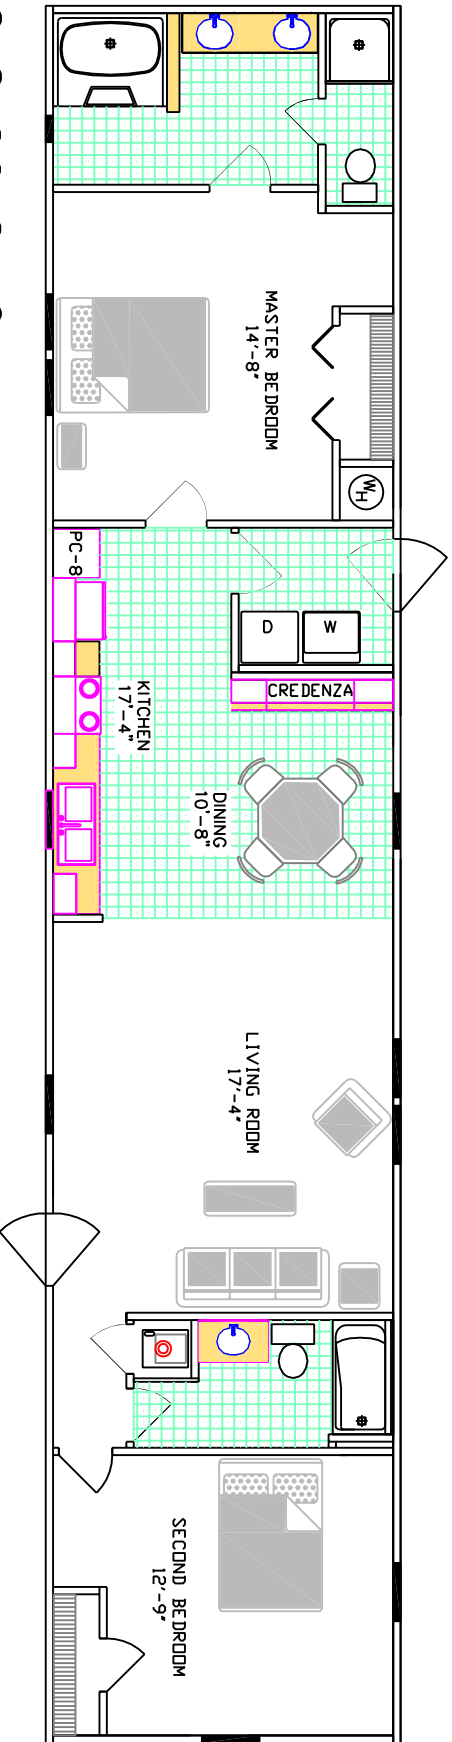 MASTER BEDROOM
14'-8"
WH
PC-8
D
W
CREDENZA
KITCHEN
17'-4"
DINING
10'-8"
LIVING ROOM
17'-4"
SECOND BEDROOM
12'-9"